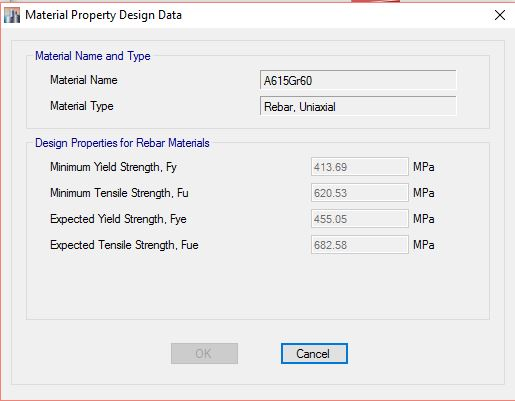 Material Property Design Data
Material Name and Type
Material Name A615Gr60
Material Type Rebar, Uniaxial
Design Properties for Rebar Materials
Minimum Yield Strength, Fy 413.69 MPa
Minimum Tensile Strength, Fu 620.53 MPa
Expected Yield Strength, Fye 455.05 MPa
Expected Tensile Strength, Fue 682.58 MPa
OK Cancel